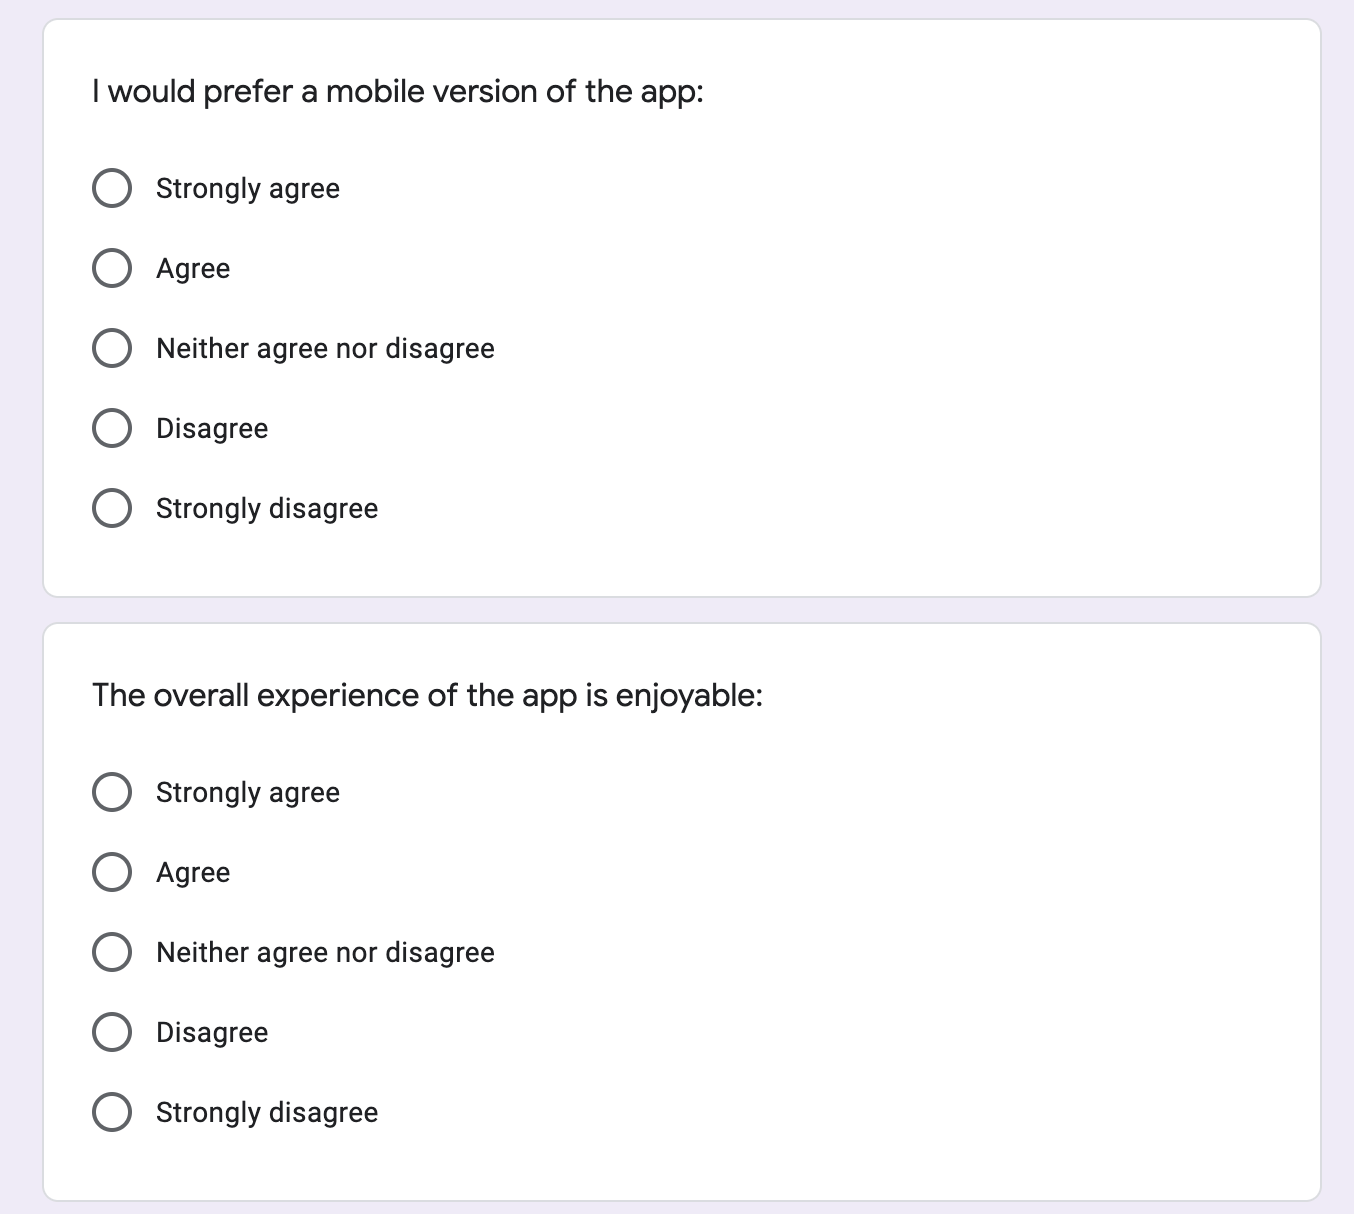 I would prefer a mobile version of the app:
Strongly agree
Agree
Neither agree nor disagree
Disagree
Strongly disagree
The overall experience of the app is enjoyable:
Strongly agree
Agree
Neither agree nor disagree
Disagree
Strongly disagree